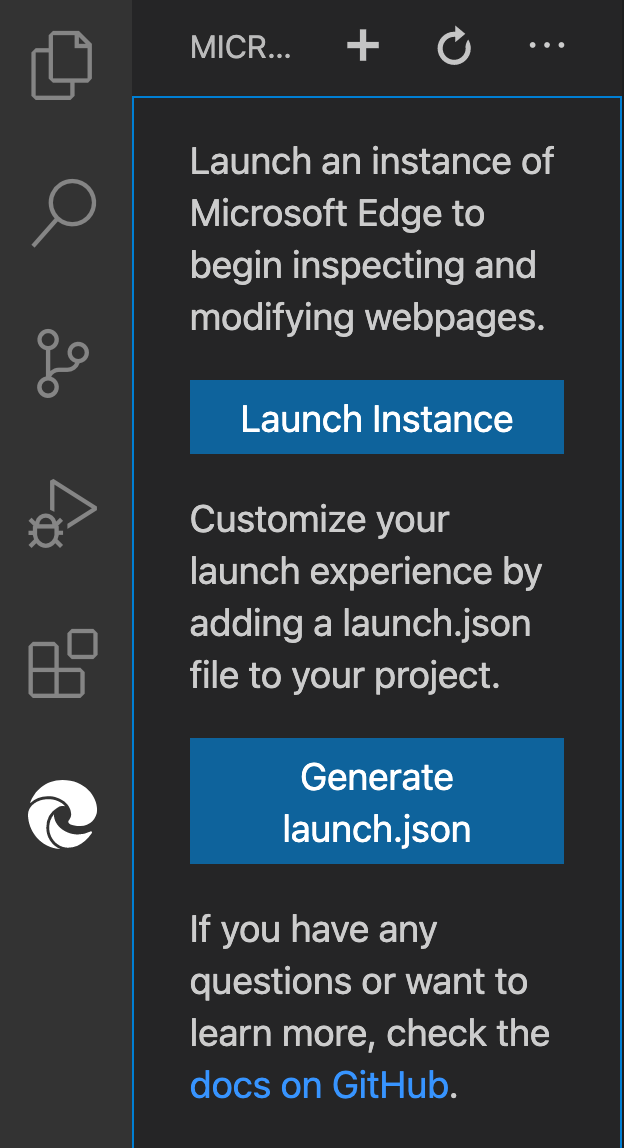 MICR...
Launch an instance of
Microsoft Edge to
begin inspecting and
modifying webpages.
Launch Instance
Customize your
launch experience by
adding a launch.json
file to your project.
Generate
launch.json
If you have any
questions or want to
learn more, check the
docs on GitHub.